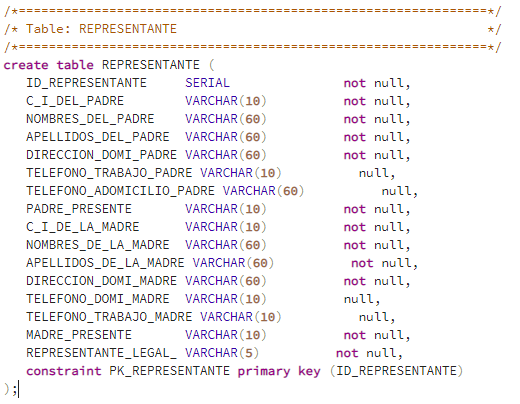 /*==============================================================*/
/* Table: REPRESENTANTE                                         */
/*==============================================================*/
create table REPRESENTANTE (
   ID_REPRESENTANTE     SERIAL               not null,
   C_I_DEL_PADRE        VARCHAR(10)          not null,
   NOMBRES_DEL_PADRE    VARCHAR(60)          not null,
   APELLIDOS_DEL_PADRE  VARCHAR(60)          not null,
   DIRECCION_DOMI_PADRE VARCHAR(60)          not null,
   TELEFONO_TRABAJO_PADRE VARCHAR(10)          null,
   TELEFONO_ADOMICILIO_PADRE VARCHAR(60)          null,
   PADRE_PRESENTE       VARCHAR(10)          not null,
   C_I_DE_LA_MADRE      VARCHAR(10)          not null,
   NOMBRES_DE_LA_MADRE  VARCHAR(60)          not null,
   APELLIDOS_DE_LA_MADRE VARCHAR(60)          not null,
   DIRECCION_DOMI_MADRE VARCHAR(60)          not null,
   TELEFONO_DOMI_MADRE  VARCHAR(10)          null,
   TELEFONO_TRABAJO_MADRE VARCHAR(10)          null,
   MADRE_PRESENTE       VARCHAR(10)          not null,
   REPRESENTANTE_LEGAL_ VARCHAR(5)          not null,
   constraint PK_REPRESENTANTE primary key (ID_REPRESENTANTE)
);